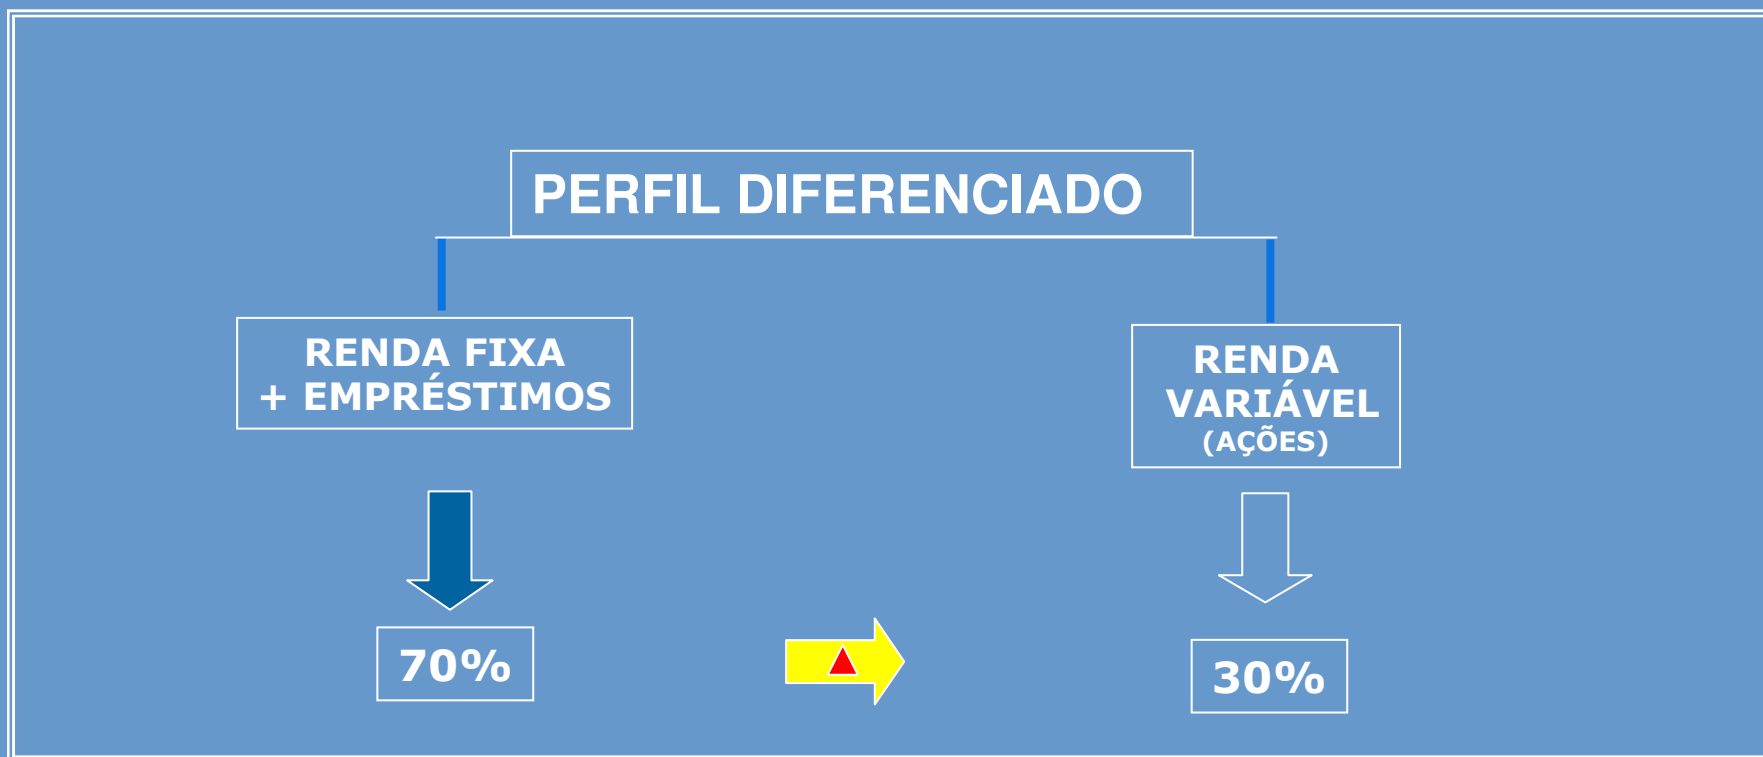 PERFIL DIFERENCIADO
RENDA FIXA
+ EMPRÉSTIMOS
RENDA
VARIÁVEL
(AÇÕES)
70%
30%